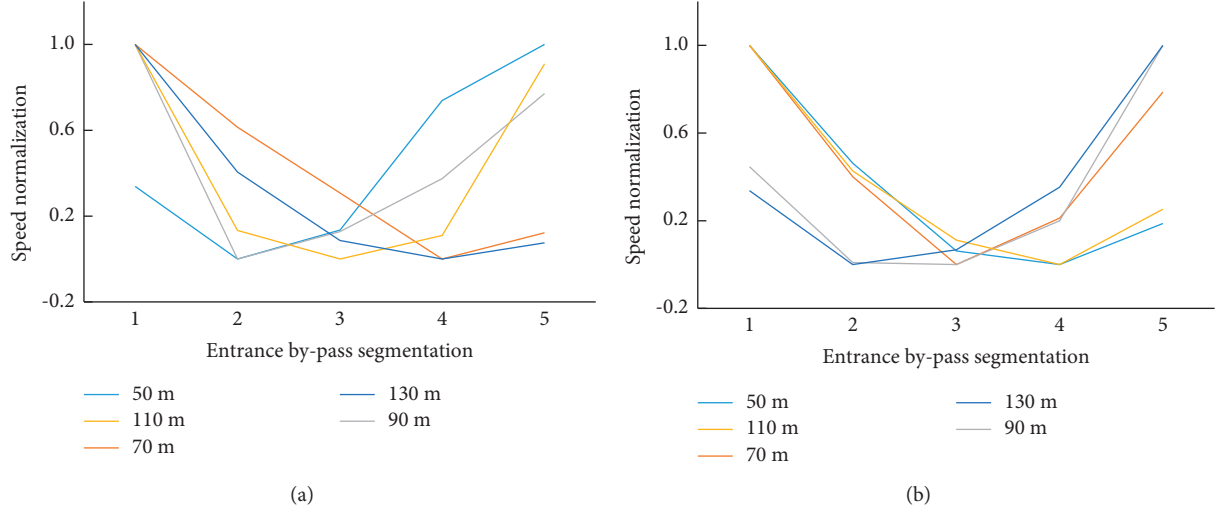 1.0
0.6
0.2
-0.2
Speed normalization
1 2 3 4 5
Entrance by-pass segmentation
50 m
110 m
70 m
130 m
90 m
(a)
1.0
0.6
0.2
-0.2
Speed normalization
1 2 3 4 5
Entrance by-pass segmentation
50 m
110 m
70 m
130 m
90 m
(b)